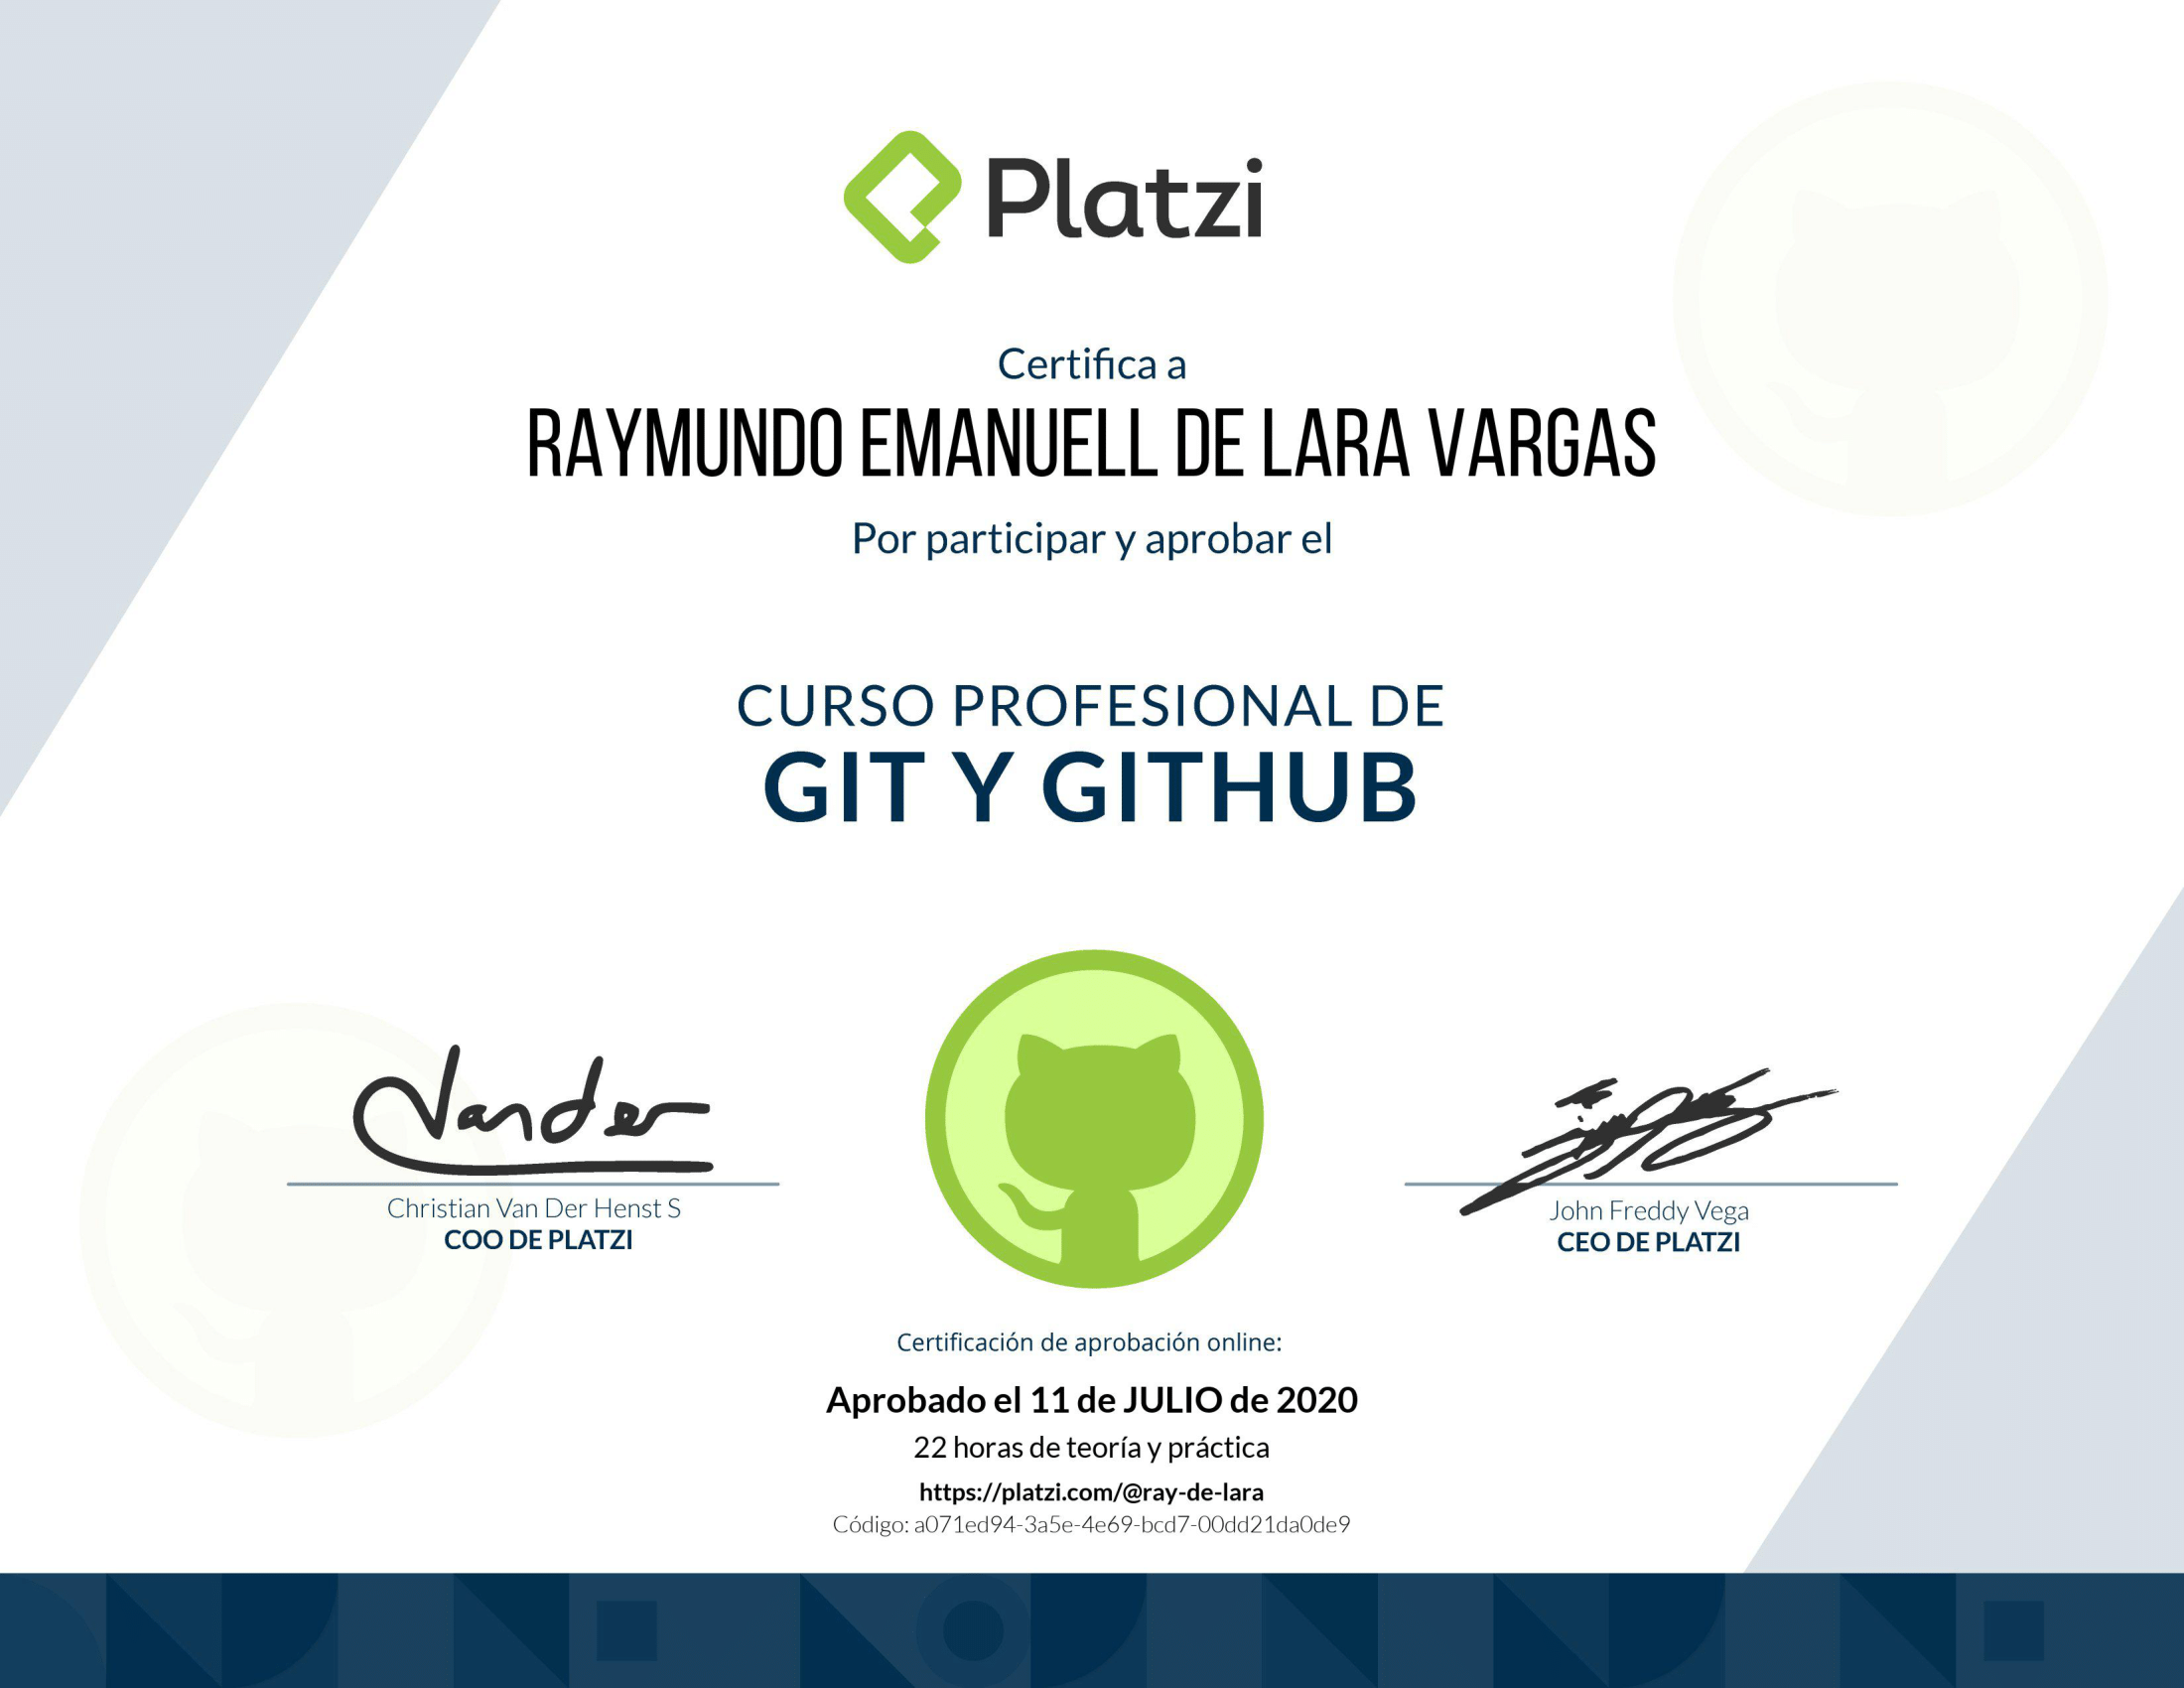 Platzi
Certifica a
RAYMUNDO EMANUELL DE LARA VARGAS
Por participar y aprobar el
CURSO PROFESIONAL DE
GIT Y GITHUB
Vander
Christian Van Der Henst S
COO DE PLATZI
John Freddy Vega
CEO DE PLATZI
Certificación de aprobación online:
Aprobado el 11 de JULIO de 2020
22 horas de teoría y práctica
https://platzi.com/@ray-de-lara
Código: a071ed94-3a5e-4e69-bcd7-00dd21da0de9